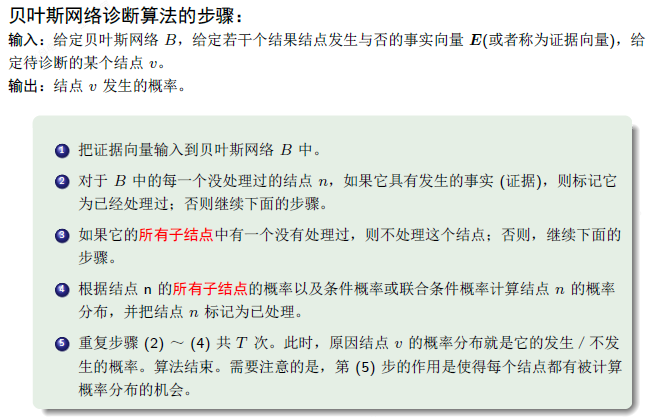 贝叶斯网络诊断算法的步骤：
输入：给定贝叶斯网络 B，给定若干个结果结点发生与否的事实向量 E(或者称为证据向量)，给
定待诊断的某个结点 v。
输出：结点 v 发生的概率。
1 把证据向量输入到贝叶斯网络 B 中。
2 对于 B 中的每一个没处理过的结点 n，如果它具有发生的事实 (证据)，则标记它
为已经处理过；否则继续下面的步骤。
3 如果它的所有子结点中有一个没有处理过，则不处理这个结点；否则，继续下面的
步骤。
4 根据结点 n 的所有子结点的概率以及条件概率或联合条件概率计算结点 n 的概率
分布，并把结点 n 标记为已处理。
5 重复步骤 (2) ～ (4) 共 T 次。此时，原因结点 v 的概率分布就是它的发生 / 不发
生的概率。算法结束。需要注意的是，第 (5) 步的作用是使得每个结点都有被计算
概率分布的机会。